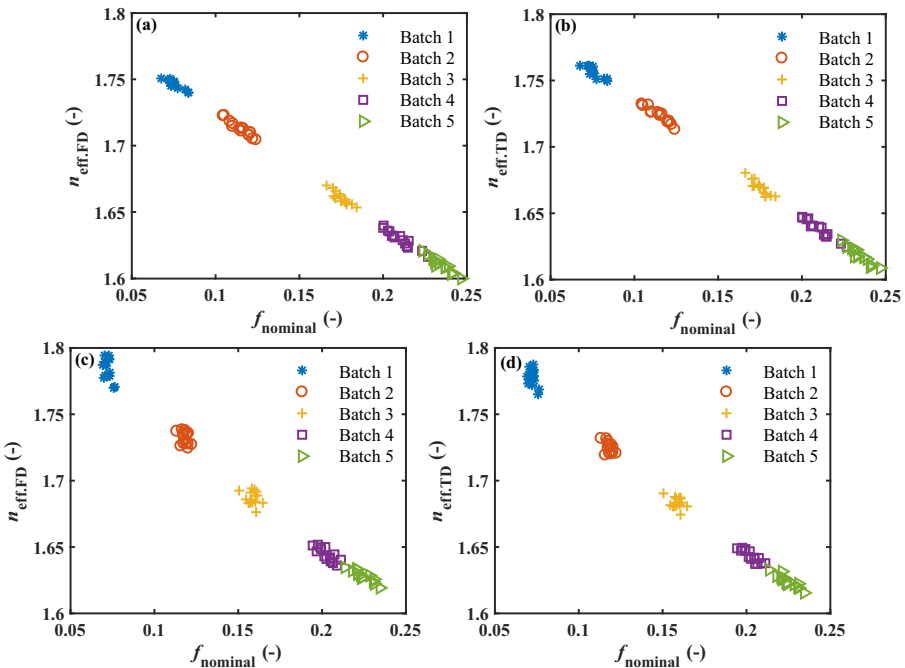 (a)
Batch 1
Batch 2
Batch 3
Batch 4
Batch 5
1.8
1.75
1.7
1.65
1.6
0.05
0.1
0.15
0.2
0.25
n_eff.FD (-)
f_nominal (-)
(b)
Batch 1
Batch 2
Batch 3
Batch 4
Batch 5
1.8
1.75
1.7
1.65
1.6
0.05
0.1
0.15
0.2
0.25
n_eff.TD (-)
f_nominal (-)
(c)
Batch 1
Batch 2
Batch 3
Batch 4
Batch 5
1.8
1.75
1.7
1.65
1.6
0.05
0.1
0.15
0.2
0.25
n_eff.FD (-)
f_nominal (-)
(d)
Batch 1
Batch 2
Batch 3
Batch 4
Batch 5
1.8
1.75
1.7
1.65
1.6
0.05
0.1
0.15
0.2
0.25
n_eff.TD (-)
f_nominal (-)